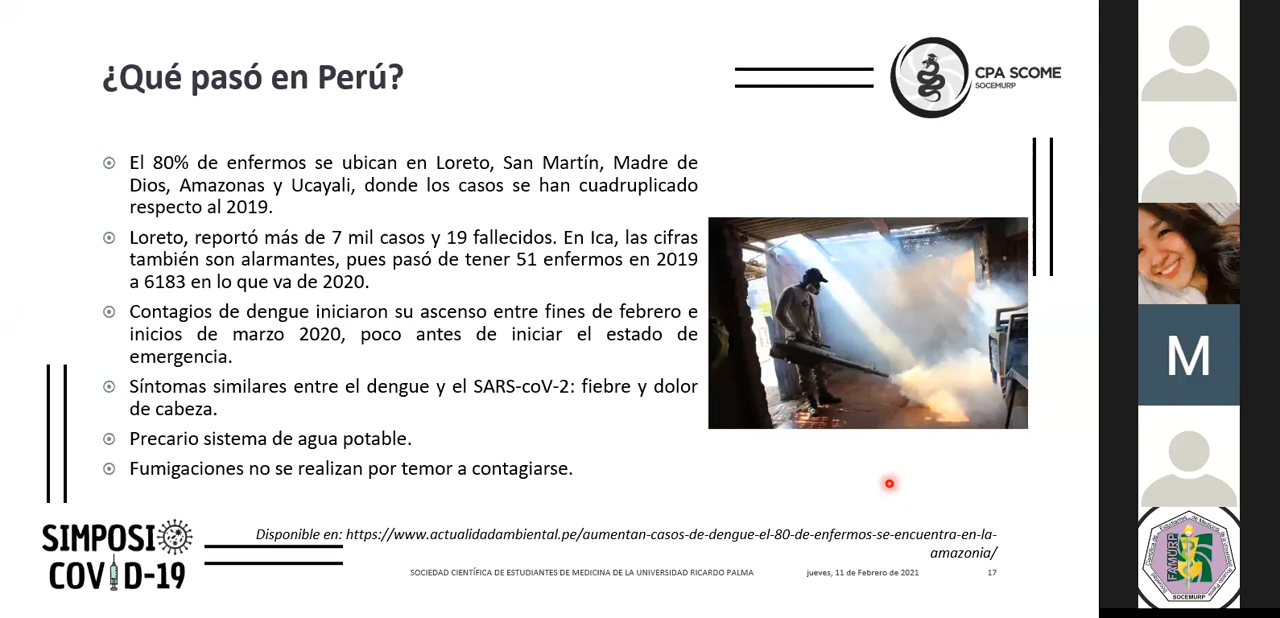 ¿Qué pasó en Perú?
CPA SCOME
SOCEMURP
El 80% de enfermos se ubican en Loreto, San Martín, Madre de
Dios, Amazonas y Ucayali, donde los casos se han cuadruplicado
respecto al 2019.
Loreto, reportó más de 7 mil casos y 19 fallecidos. En Ica, las cifras
también son alarmantes, pues pasó de tener 51 enfermos en 2019
a 6183 en lo que va de 2020.
Contagios de dengue iniciaron su ascenso entre fines de febrero e
inicios de marzo 2020, poco antes de iniciar el estado de
emergencia.
Síntomas similares entre el dengue y el SARS-coV-2: fiebre y dolor
de cabeza.
Precario sistema de agua potable.
Fumigaciones no se realizan por temor a contagiarse.
SIMPOSIO
COVID-19
Disponible en: https://www.actualidadambiental.pe/aumentan-casos-de-dengue-el-80-de-enfermos-se-encuentra-en-la-
amazonia/
SOCIEDAD CIENTÍFICA DE ESTUDIANTES DE MEDICINA DE LA UNIVERSIDAD RICARDO PALMA
jueves, 11 de Febrero de 2021
17
M
FAMURP
SOCEMURP